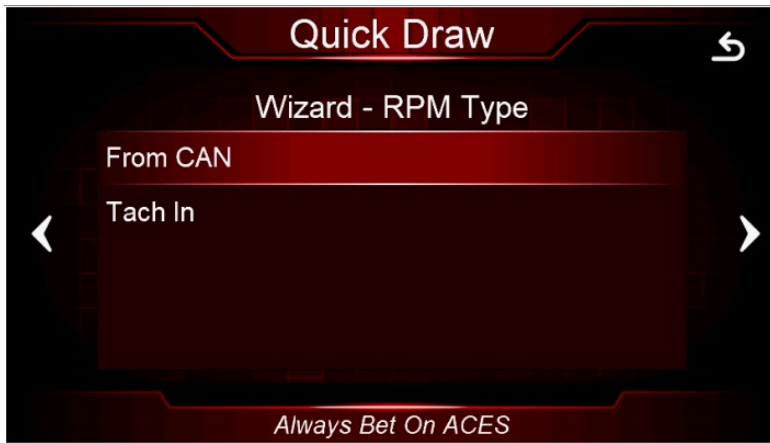 Quick Draw
Wizard - RPM Type
From CAN
Tach In
Always Bet On ACES